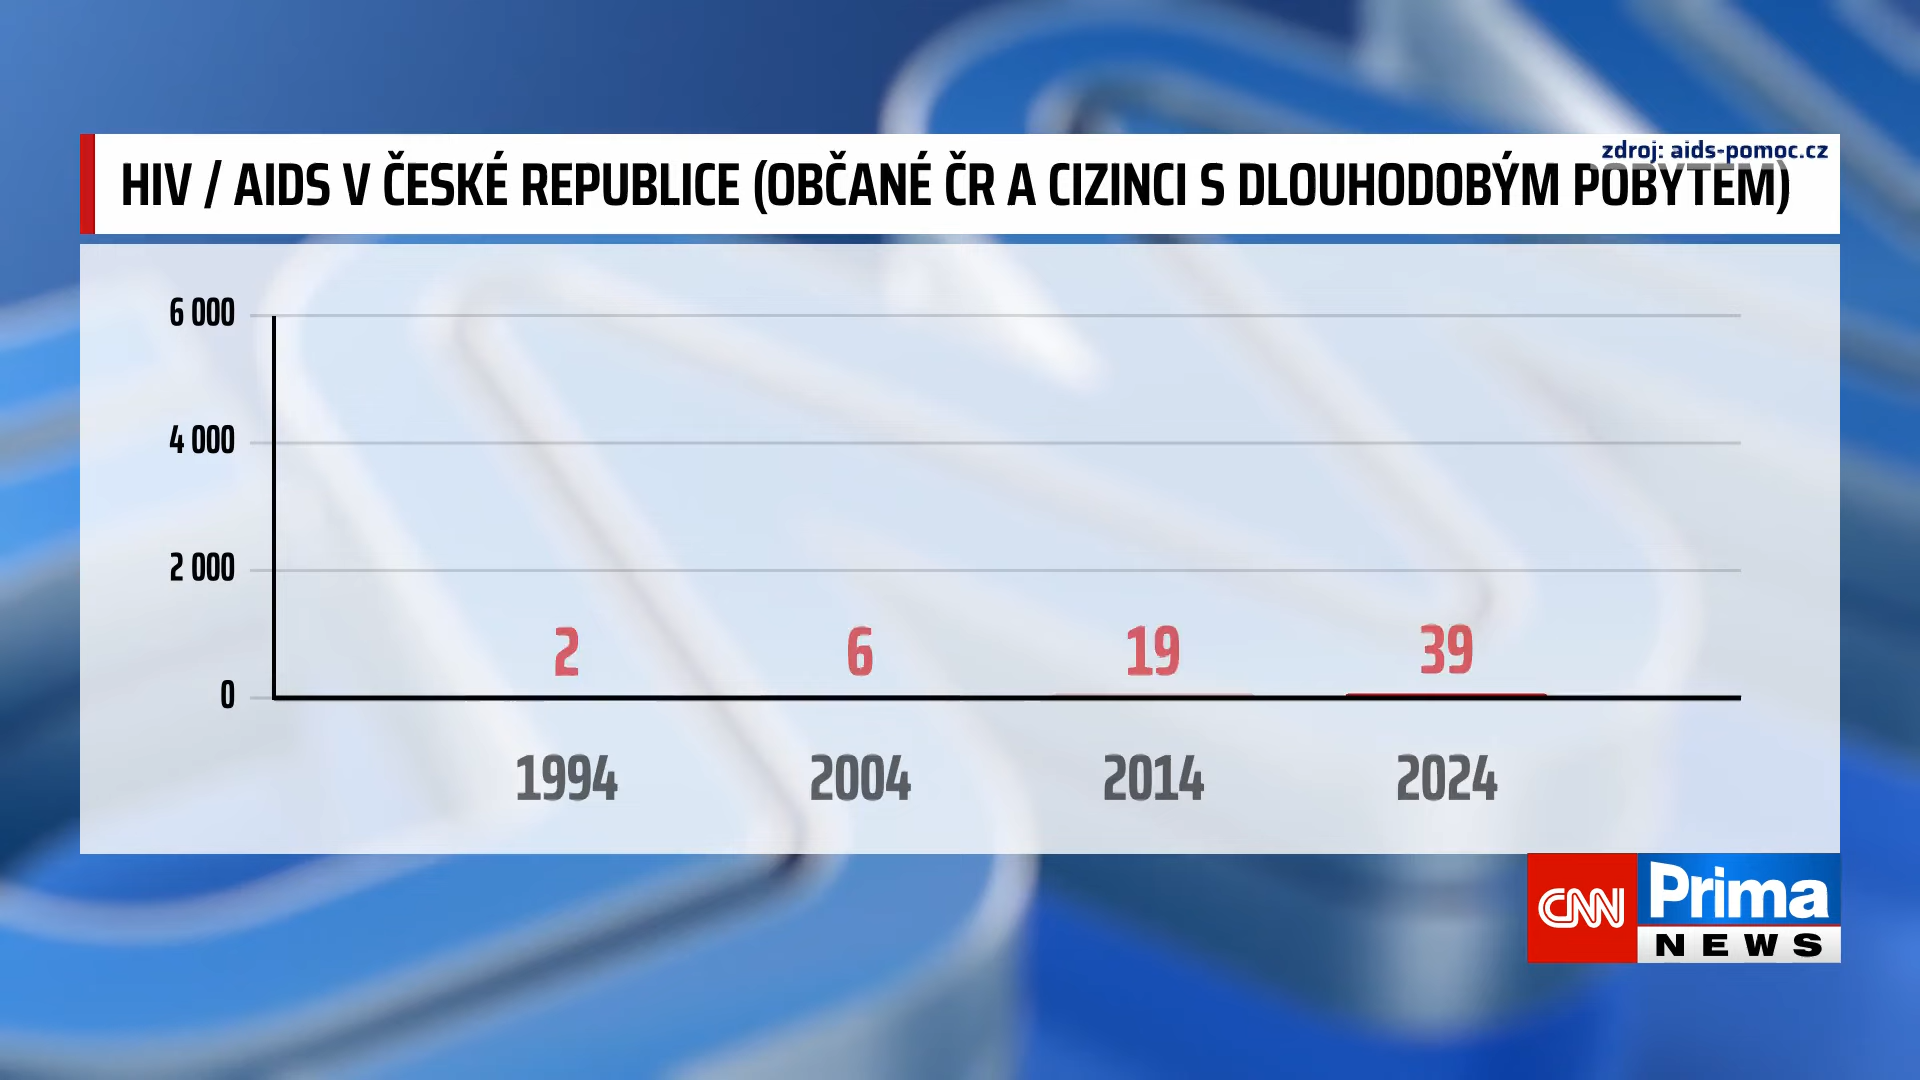 zdroj: aids-pomoc.cz
HIV / AIDS V ČESKÉ REPUBLICE (OBČANÉ ČR A CIZINCI S DLOUHODOBÝM POBYTEM)
6 000
4 000
2 000
0
2 6 19 39
1994 2004 2014 2024
CNN Prima
NEWS